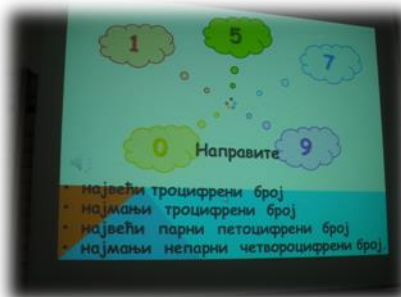 5
1
7
0 Направите 9
• највећи троцифрени број
• најмањи троцифрени број
• највећи парни петоцифрени број
• најмањи непарни четвороцифрени број.